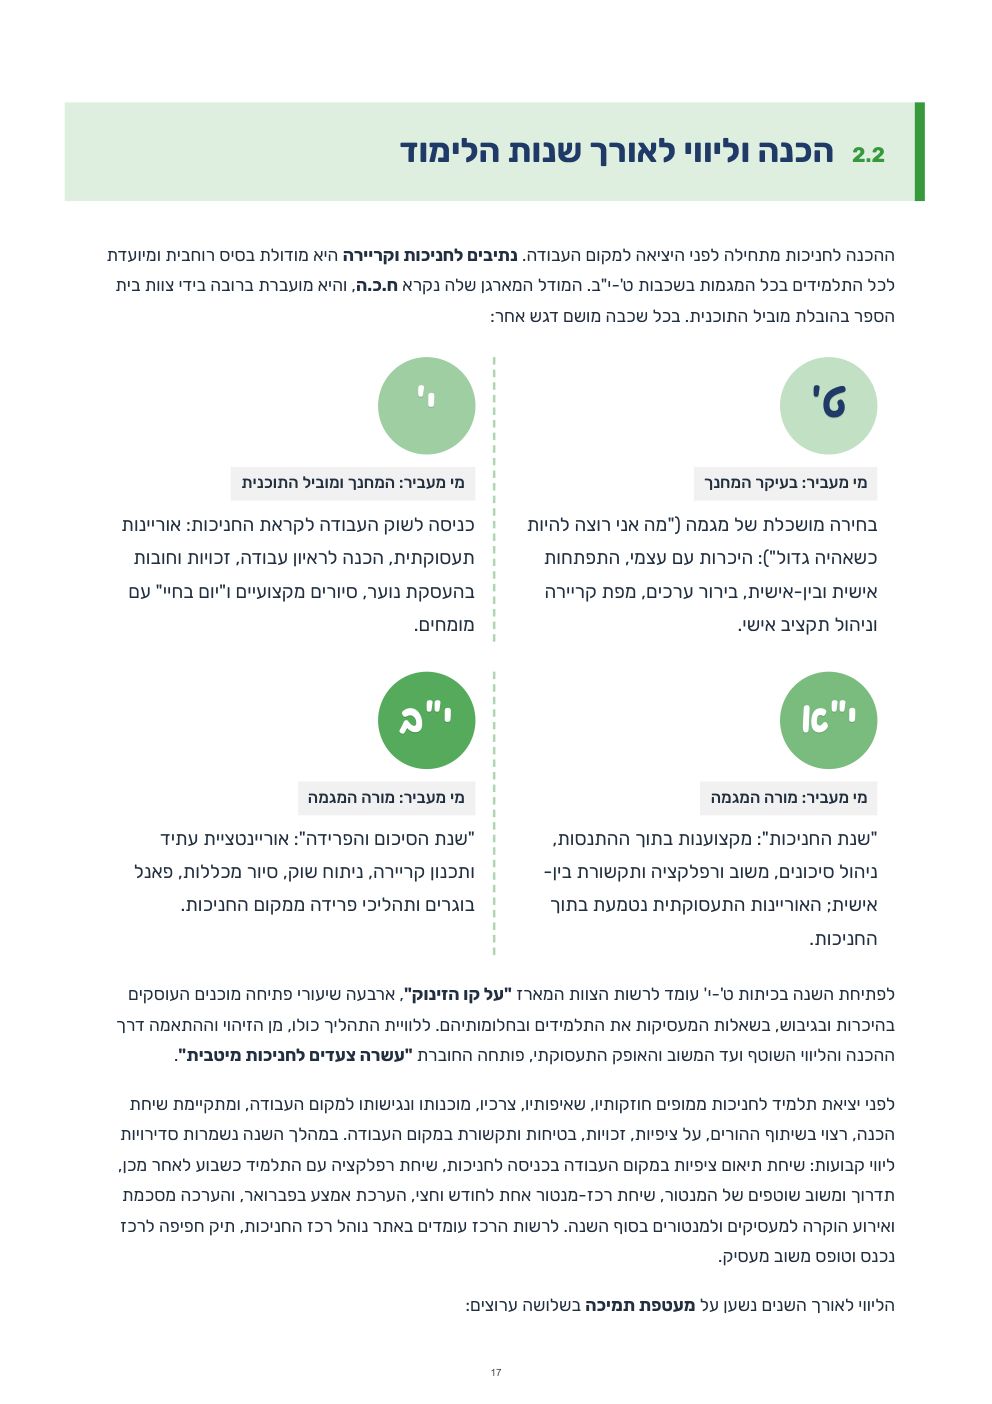 2.2 הכנה וליווי לאורך שנות הלימוד
ההכנה לחניכות מתחילה לפני היציאה למקום העבודה. נתיבים לחניכות וקריירה היא מודולת בסיס רוחבית ומיועדת
לכל התלמידים בכל המגמות בשכבות ט'-י"ב. המודל המארגן שלה נקרא ח.כ.ה, והיא מועברת ברובה בידי צוות בית
הספר בהובלת מוביל התוכנית. בכל שכבה מושם דגש אחר:
ט'
מי מעביר: בעיקר המחנך
בחירה מושכלת של מגמה ("מה אני רוצה להיות
כשאהיה גדול"): היכרות עם עצמי, התפתחות
אישית ובין-אישית, בירור ערכים, מפת קריירה
וניהול תקציב אישי.
י'
מי מעביר: המחנך ומוביל התוכנית
כניסה לשוק העבודה לקראת החניכות: אוריינות
תעסוקתית, הכנה לראיון עבודה, זכויות וחובות
בהעסקת נוער, סיורים מקצועיים ו"יום בחיי" עם
מומחים.
י"א
מי מעביר: מורה המגמה
"שנת החניכות": מקצוענות בתוך ההתנסות,
ניהול סיכונים, משוב ורפלקציה ותקשורת בין-
אישית; האוריינות התעסוקתית נטמעת בתוך
החניכות.
י"ב
מי מעביר: מורה המגמה
"שנת הסיכום והפרידה": אוריינטציית עתיד
ותכנון קריירה, ניתוח שוק, סיור מכללות, פאנל
בוגרים ותהליכי פרידה ממקום החניכות.
לפתיחת השנה בכיתות ט'-י' עומד לרשות הצוות המארז "על קו הזינוק", ארבעה שיעורי פתיחה מוכנים העוסקים
בהיכרות ובגיבוש, בשאלות המעסיקות את התלמידים ובחלומותיהם. ללוויית התהליך כולו, מן הזיהוי וההתאמה דרך
ההכנה והליווי השוטף ועד המשוב והאופק התעסוקתי, פותחה החוברת "עשרה צעדים לחניכות מיטבית".
לפני יציאת תלמיד לחניכות ממופים חוזקותיו, שאיפותיו, צרכיו, מוכנותו ונגישותו למקום העבודה, ומתקיימת שיחת
הכנה, רצוי בשיתוף ההורים, על ציפיות, זכויות, בטיחות ותקשורת במקום העבודה. במהלך השנה נשמרות סדירויות
ליווי קבועות: שיחת תיאום ציפיות במקום העבודה בכניסה לחניכות, שיחת רפלקציה עם התלמיד כשבוע לאחר מכן,
תדרוך ומשוב שוטפים של המנטור, שיחת רכז-מנטור אחת לחודש וחצי, הערכת אמצע בפברואר, והערכה מסכמת
ואירוע הוקרה למעסיקים ולמנטורים בסוף השנה. לרשות הרכז עומדים באתר נוהל רכז החניכות, תיק חפיפה לרכז
נכנס וטופס משוב מעסיק.
הליווי לאורך השנים נשען על מעטפת תמיכה בשלושה ערוצים:
17